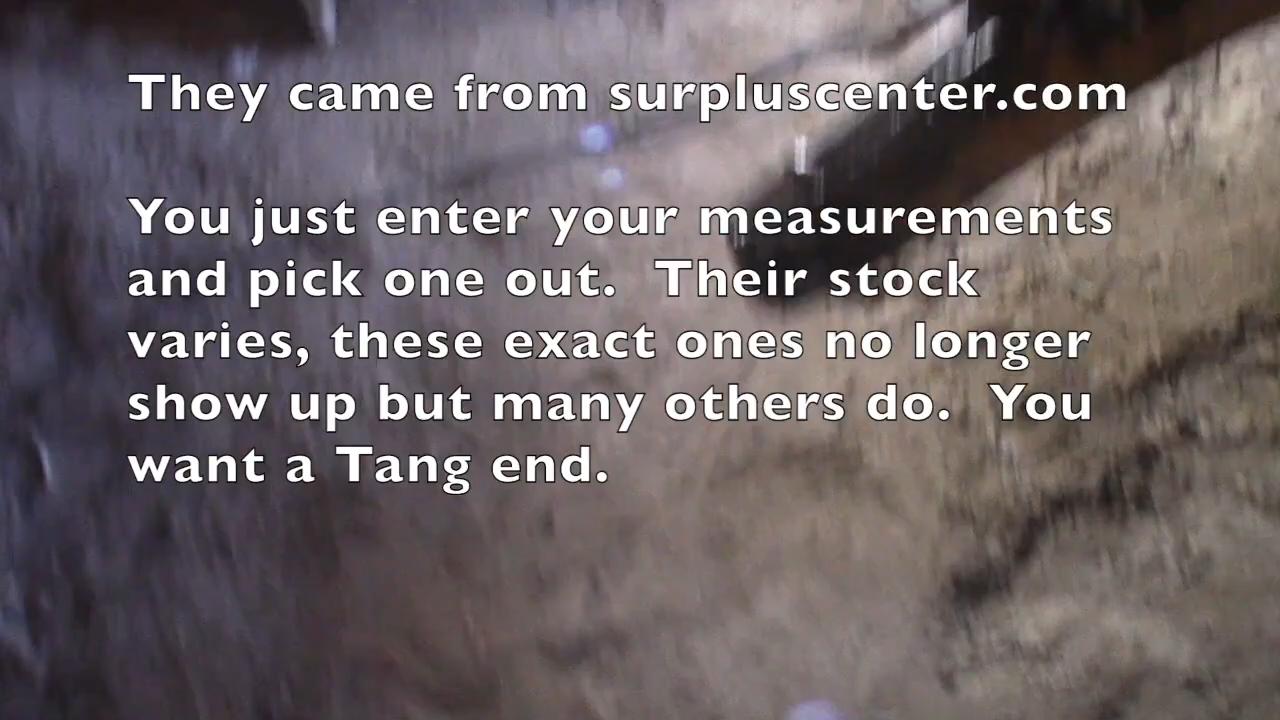 They came from surpluscenter.com
You just enter your measurements
and pick one out.  Their stock
varies, these exact ones no longer
show up but many others do.  You
want a Tang end.